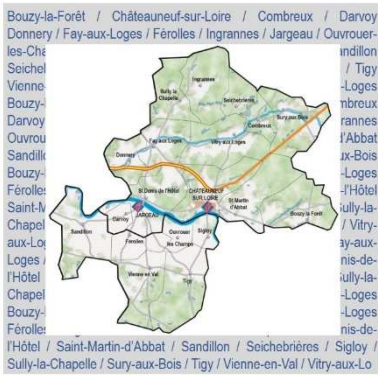 Bouzy-la-Forêt / Châteauneuf-sur-Loire / Combreux / Darvoy
Donnery / Fay-aux-Loges / Férolles / Ingrannes / Jargeau / Ouvrouer-
les-Cha
andillon
Seichel
/ Tigy
Vienne-
-Loges
Bouzy-
mbreux
Darvoy
rannes
Ouvrou
d'Abbat
Sandillo
ux-Bois
Bouzy-
-Loges
Férolles
-l'Hôtel
Saint-M
Sully-la-
Chapel
/ Vitry-
aux-Log
ay-aux-
Loges /
nis-de-
l'Hôtel
Sully-la-
Chapel
-Loges
Bouzy-
-Loges
Férolles
nis-de-
l'Hôtel / Saint-Martin-d'Abbat / Sandillon / Seichebrières / Sigloy /
Sully-la-Chapelle / Sury-aux-Bois / Tigy / Vienne-en-Val / Vitry-aux-Lo
Ingrannes
Sully la
Chapelle
Seichebrières
Sury aux Bois
Combreux
Fay aux Loges
Vitry aux Loges
Donnery
St Denis de l'Hôtel
CHÂTEAUNEUF
SUR LOIRE
St Martin
d'Abbat
Bouzy la Forêt
JARGEAU
Darvoy
Sandillon
Férolles
Ouvrouer
les Champs
Sigloy
Vienne en Val
Tigy